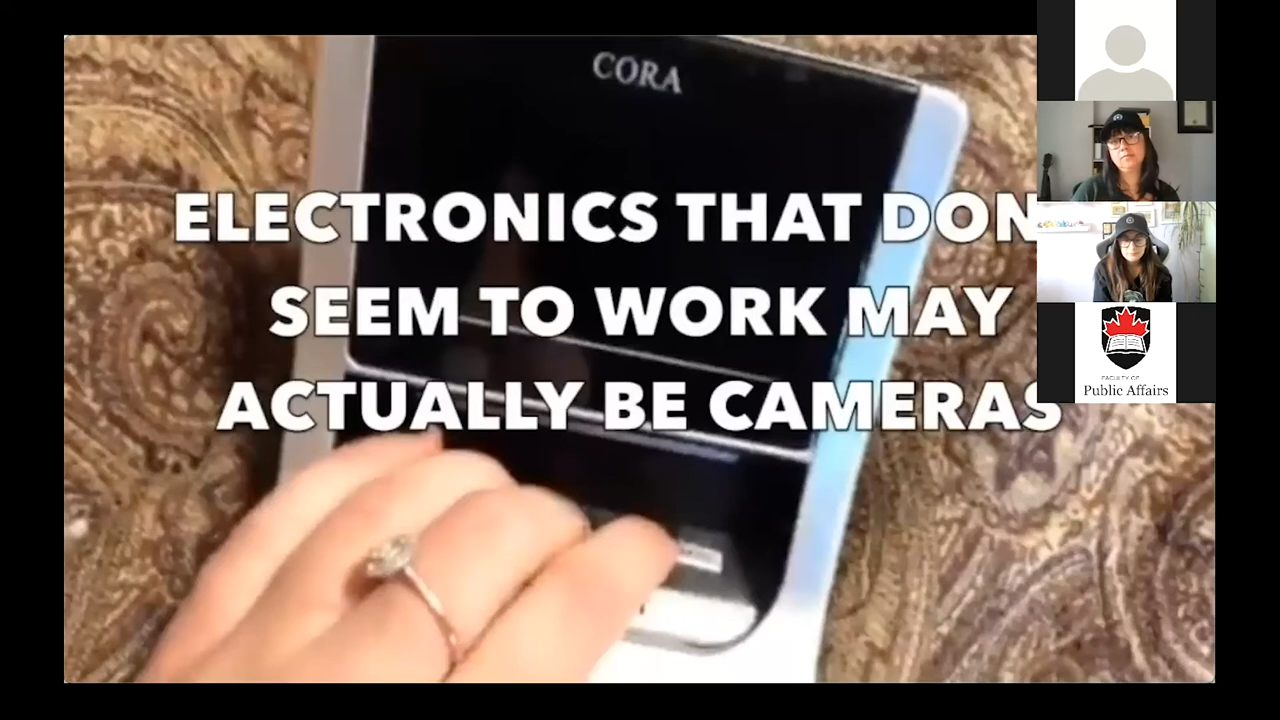 CORA
ELECTRONICS THAT DON
SEEM TO WORK MAY
ACTUALLY BE CAMERAS
FACULTY OF
Public Affairs